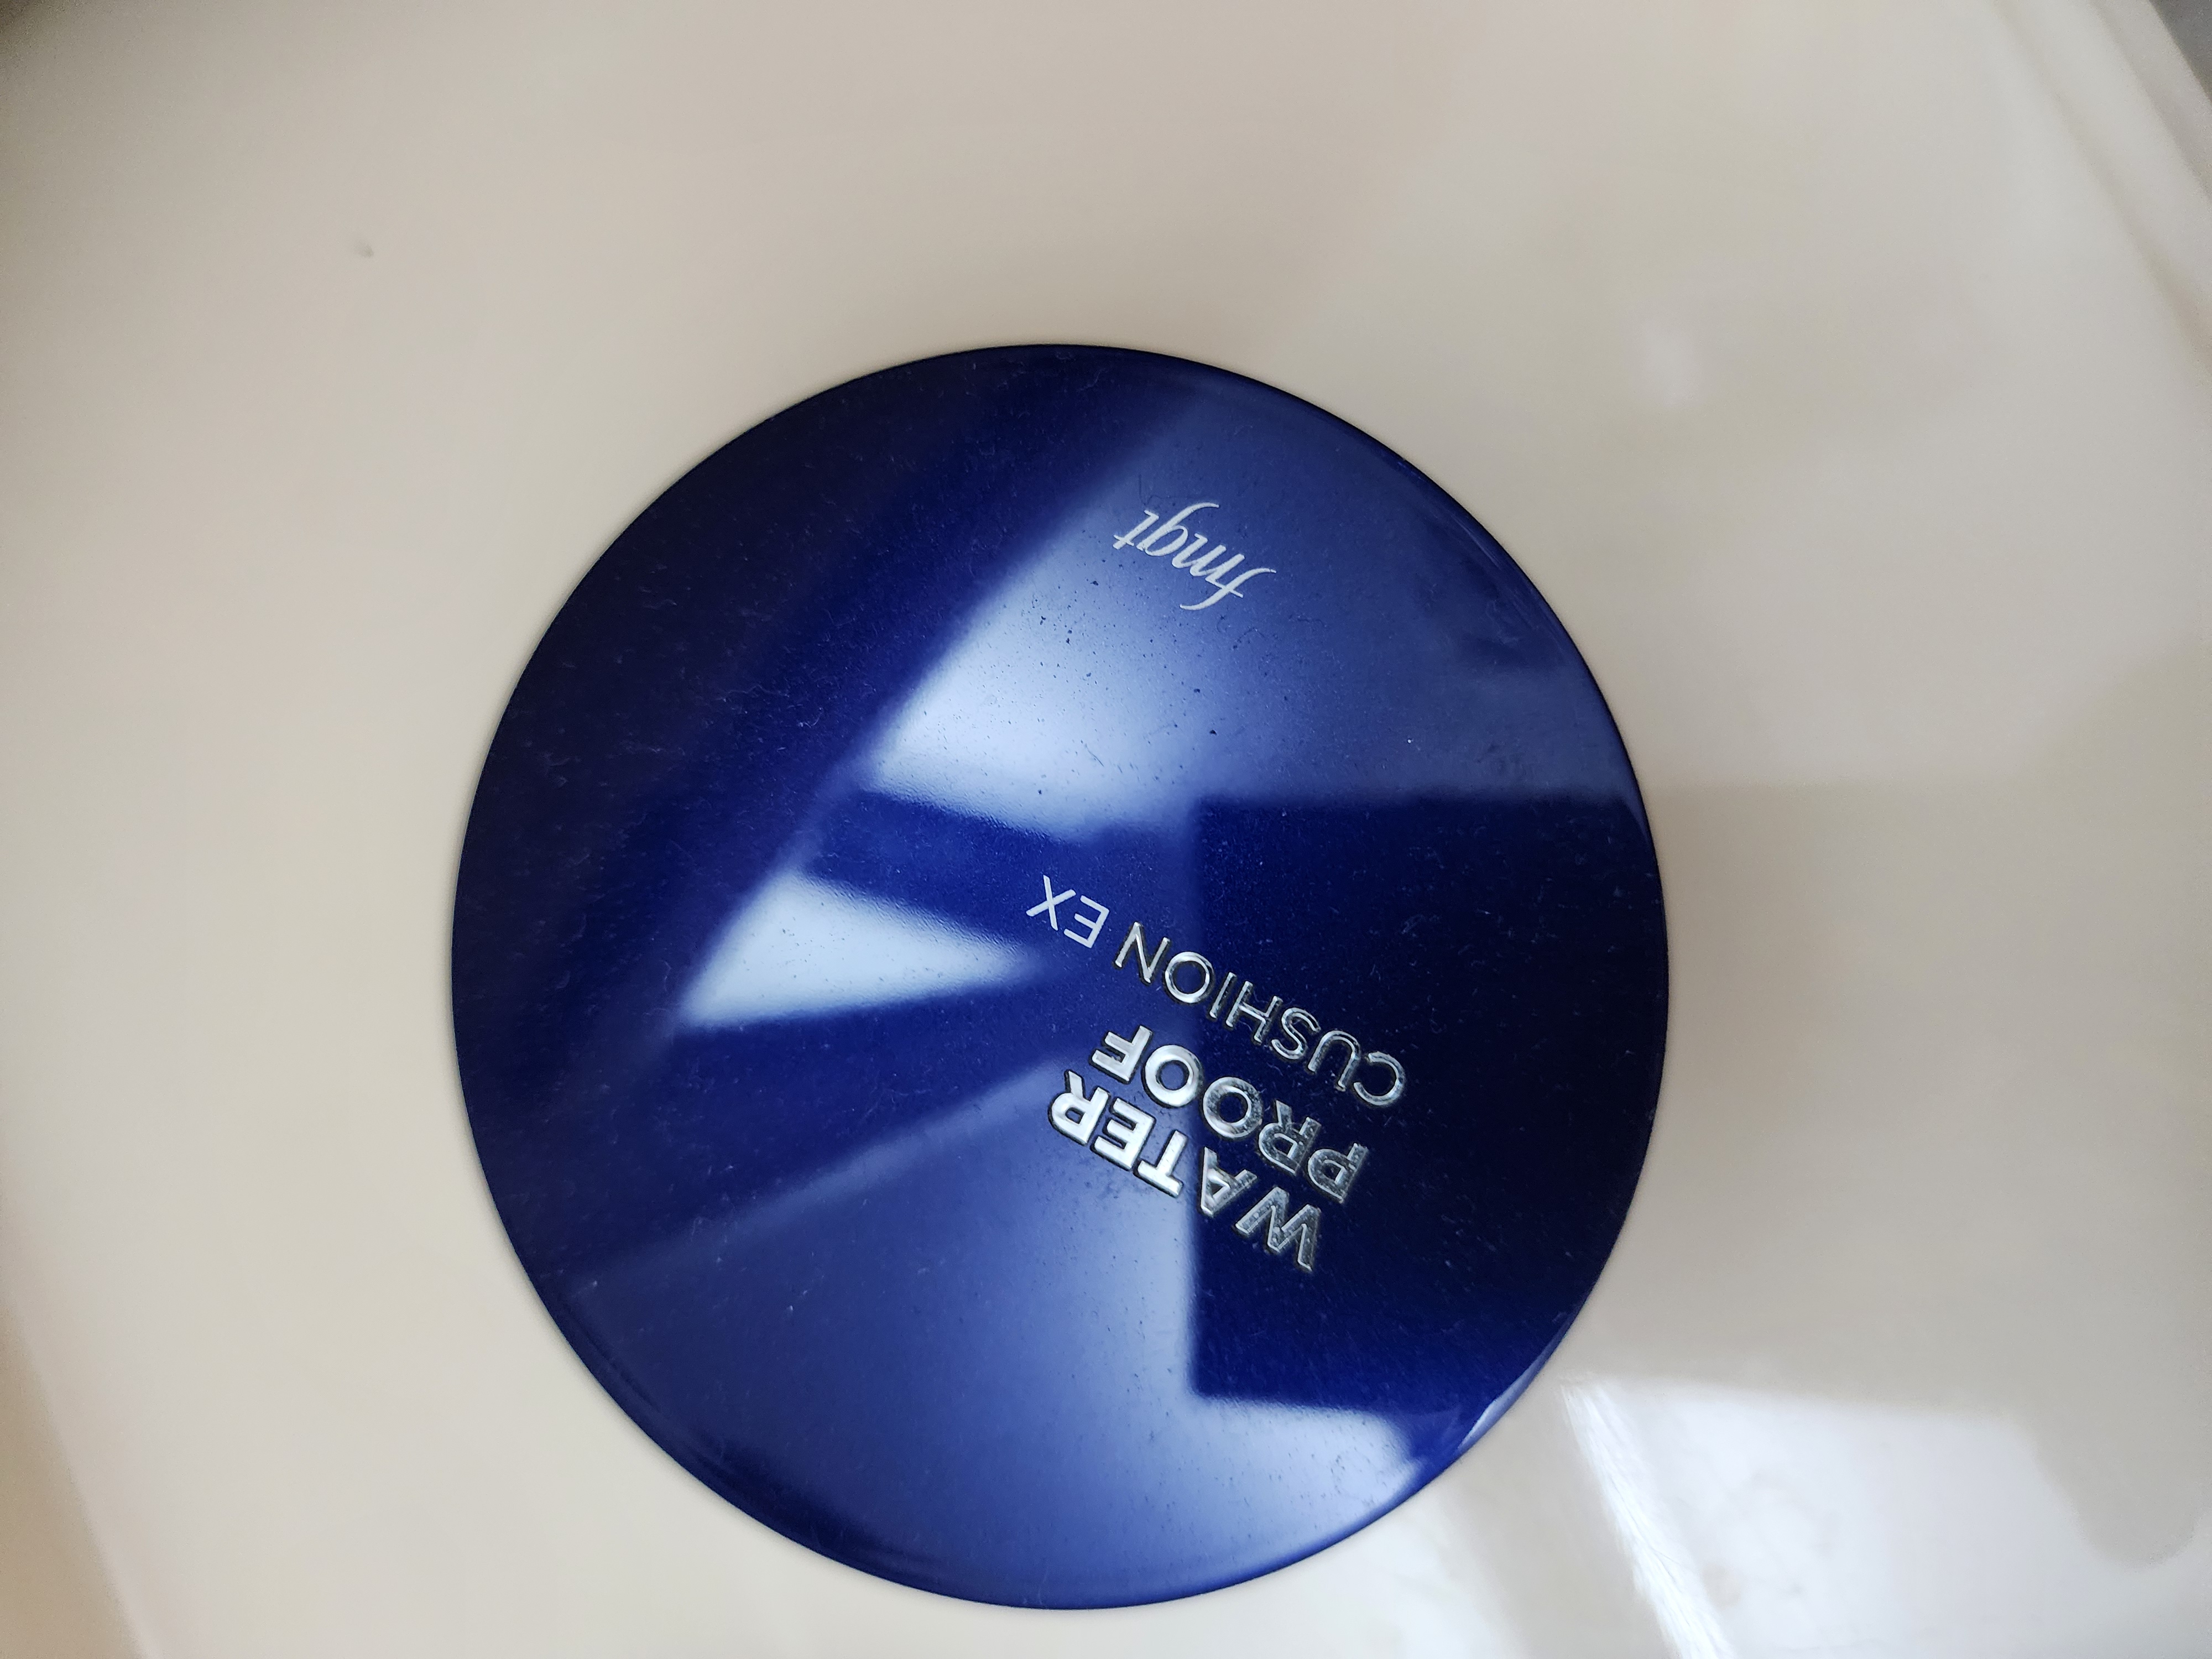 WATER
PROOF
CUSHION EX
fmgt